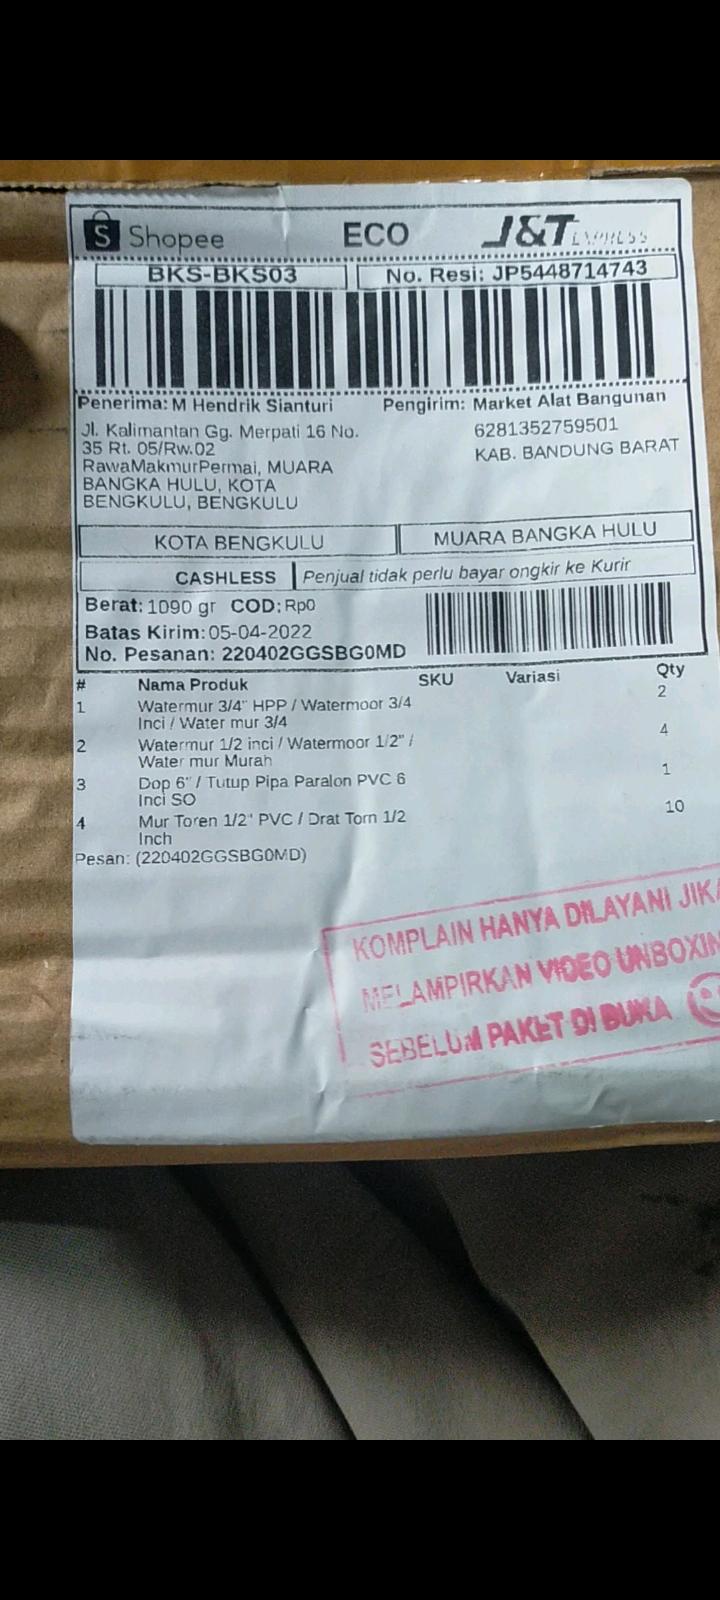 Shopee ECO J&T EXPRESS
BKS-BKS03 No. Resi: JP5448714743
Penerima: M Hendrik Sianturi
Jl. Kalimantan Gg. Merpati 16 No.
35 Rt. 05/Rw.02
RawaMakmurPermai, MUARA
BANGKA HULU, KOTA
BENGKULU, BENGKULU
Pengirim: Market Alat Bangunan
6281352759501
KAB. BANDUNG BARAT
KOTA BENGKULU MUARA BANGKA HULU
CASHLESS Penjual tidak perlu bayar ongkir ke Kurir
Berat: 1090 gr COD: Rp0
Batas Kirim: 05-04-2022
No. Pesanan: 220402GGSBG0MD
# Nama Produk SKU Variasi Qty
1 Watermur 3/4" HPP / Watermoor 3/4 2
Inci / Water mur 3/4
2 Watermur 1/2 inci / Watermoor 1/2" / 4
Water mur Murah
3 Dop 6" / Tutup Pipa Paralon PVC 6 1
Inci SO
4 Mur Toren 1/2" PVC / Drat Torn 1/2 10
Inch
Pesan: (220402GGSBG0MD)
KOMPLAIN HANYA DILAYANI JIKA
MELAMPIRKAN VIDEO UNBOXIN
SEBELUM PAKET DI BUKA